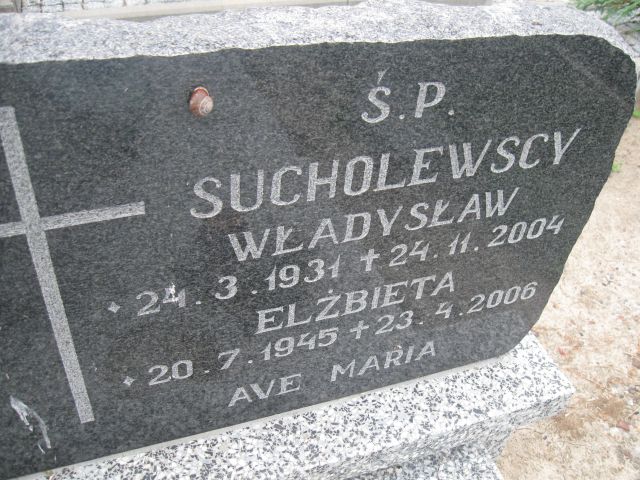 Ś.P.
SUCHOLEWSCY
WŁADYSŁAW
* 24.3.1931 + 24.11.2004
ELŻBIETA
* 20.7.1945 + 23.4.2006
AVE MARIA